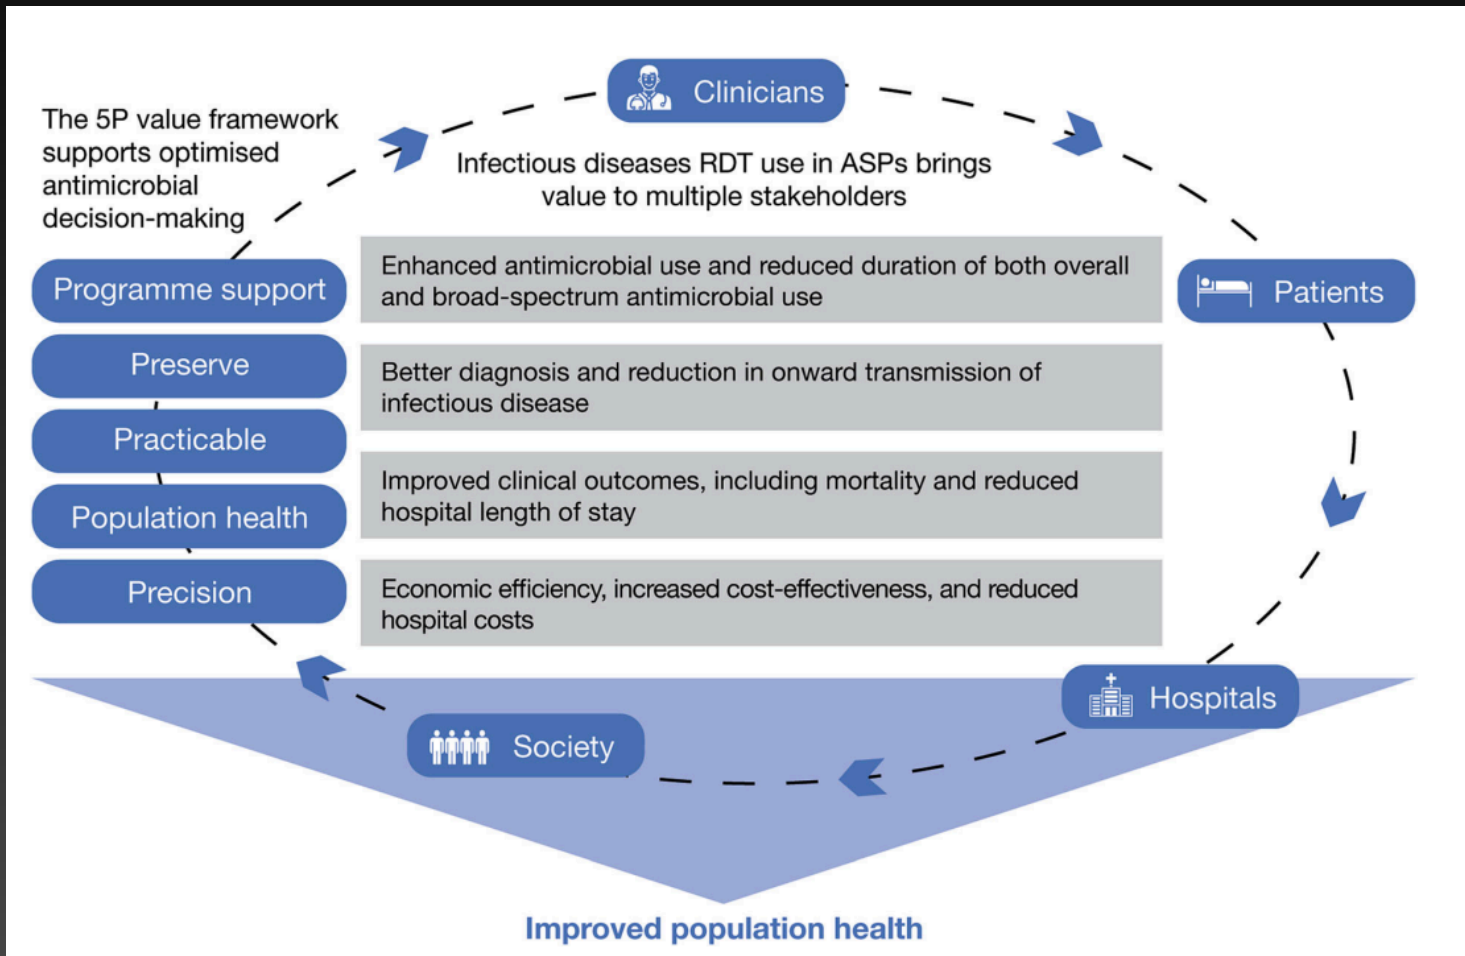 Clinicians
The 5P value framework
supports optimised
antimicrobial
decision-making
Infectious diseases RDT use in ASPs brings
value to multiple stakeholders
Programme support
Preserve
Practicable
Population health
Precision
Enhanced antimicrobial use and reduced duration of both overall
and broad-spectrum antimicrobial use
Better diagnosis and reduction in onward transmission of
infectious disease
Improved clinical outcomes, including mortality and reduced
hospital length of stay
Economic efficiency, increased cost-effectiveness, and reduced
hospital costs
Patients
Hospitals
Society
Improved population health